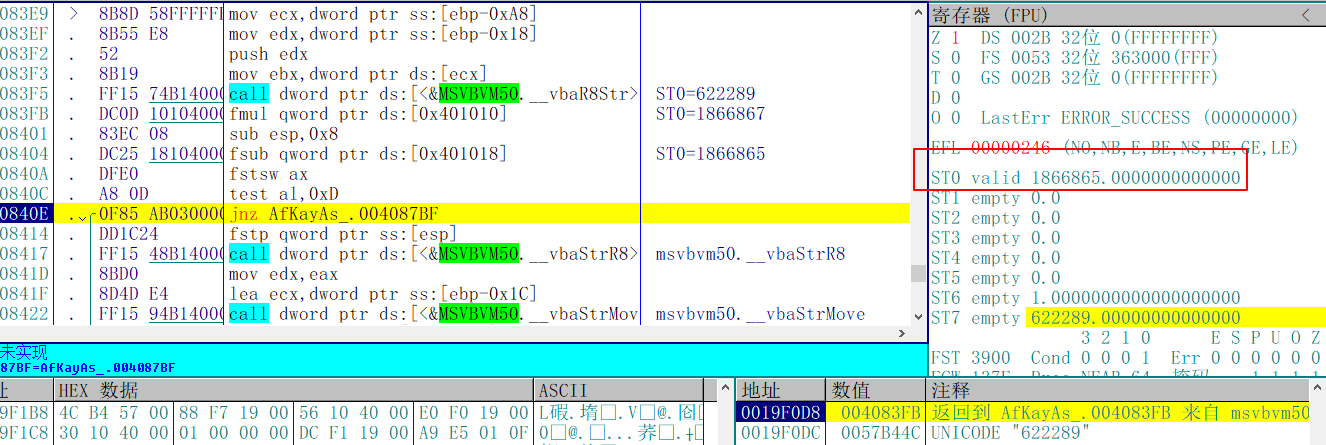 083E9 > 8B8D 58FFFFFF mov ecx,dword ptr ss:[ebp-0xA8]
083EF . 8B55 E8 mov edx,dword ptr ss:[ebp-0x18]
083F2 . 52 push edx
083F3 . 8B19 mov ebx,dword ptr ds:[ecx]
083F5 . FF15 74B14000 call dword ptr ds:[<&MSVBVM50.__vbaR8Str> ST0=622289
083FB . DC0D 10104000 fmul qword ptr ds:[0x401010] ST0=1866867
08401 . 83EC 08 sub esp,0x8
08404 . DC25 18104000 fsub qword ptr ds:[0x401018] ST0=1866865
0840A . DFE0 fstsw ax
0840C . A8 0D test al,0xD
0840E . 0F85 AB030000 jnz AfKayAs_.004087BF
08414 . DD1C24 fstp qword ptr ss:[esp]
08417 . FF15 48B14000 call dword ptr ds:[<&MSVBVM50.__vbaStrR8> msvbvm50.__vbaStrR8
0841D . 8BD0 mov edx,eax
0841F . 8D4D E4 lea ecx,dword ptr ss:[ebp-0x1C]
08422 . FF15 94B14000 call dword ptr ds:[<&MSVBVM50.__vbaStrMov msvbvm50.__vbaStrMove
未实现
87BF=AfKayAs_.004087BF
寄存器 (FPU) <
Z 1 DS 002B 32位 0(FFFFFFFF)
S 0 FS 0053 32位 363000(FFF)
T 0 GS 002B 32位 0(FFFFFFFF)
D 0
O 0 LastErr ERROR_SUCCESS (00000000)
EFL 00000246 (NO,NB,E,BE,NS,PE,GE,LE)
ST0 valid 1866865.0000000000000
ST1 empty 0.0
ST2 empty 0.0
ST3 empty 0.0
ST4 empty 0.0
ST5 empty 0.0
ST6 empty 1.0000000000000000000
ST7 empty 622289.00000000000000
3 2 1 0 E S P U O Z
FST 3900 Cond 0 0 0 1 Err 0 0 0 0 0 0
HEX 数据 ASCII
9F1B8 4C B4 57 00 88 F7 19 00 56 10 40 00 E0 F0 19 00
9F1C8 30 10 40 00 01 00 00 00 DC F1 19 00 A9 E5 01 0F
地址 数值 注释
0019F0D8 004083FB 返回到 AfKayAs_.004083FB 来自 msvbvm50
0019F0DC 0057B44C UNICODE "622289"